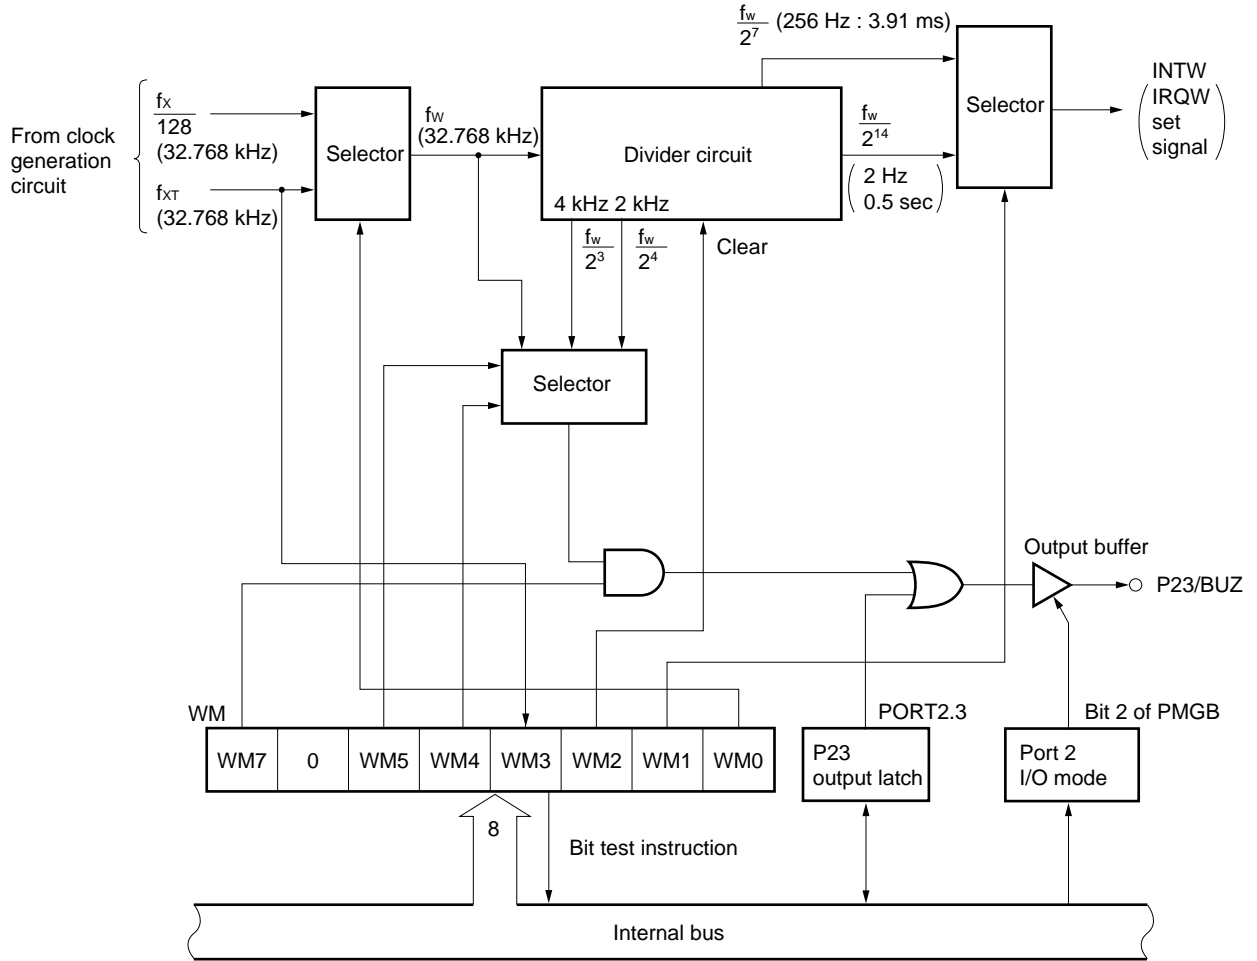 fw
27 (256 Hz : 3.91 ms)
INTW
IRQW
set
signal
Selector
From clock
generation
circuit
fX
128
(32.768 kHz)
fXT
(32.768 kHz)
Selector
fW
(32.768 kHz)
Divider circuit
4 kHz 2 kHz
fw
2^14
2 Hz
0.5 sec
fw
2^3
fw
2^4
Clear
Selector
Output buffer
P23/BUZ
WM
PORT2.3
Bit 2 of PMGB
WM7 0 WM5 WM4 WM3 WM2 WM1 WM0
P23
output latch
Port 2
I/O mode
8
Bit test instruction
Internal bus